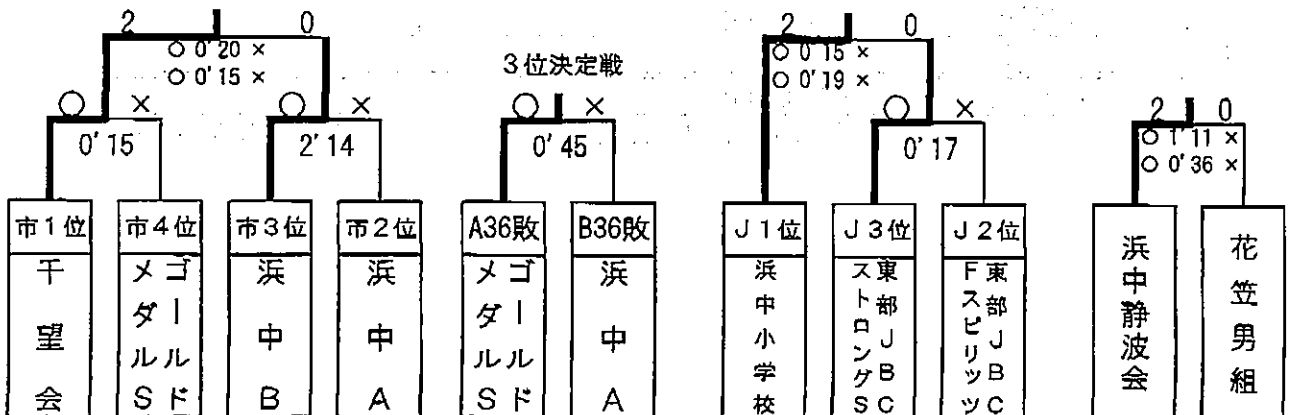 2 0
○ 0'20 ×
○ 0'15 ×
○ ×
0'15
○ ×
2'14
市1位
千望会
市4位
ゴールド
メダルS
市3位
浜中B
市2位
浜中A
3位決定戦
○ ×
0'45
A36敗
ゴールド
メダルS
B36敗
浜中A
2 0
○ 0'15 ×
○ 0'19 ×
○ ×
0'17
J1位
浜中小学校
J3位
東部JBC
ストロングS
J2位
東部JBC
Fスピリッツ
2 0
○ 1'11 ×
○ 0'36 ×
浜中静波会
花笠男組